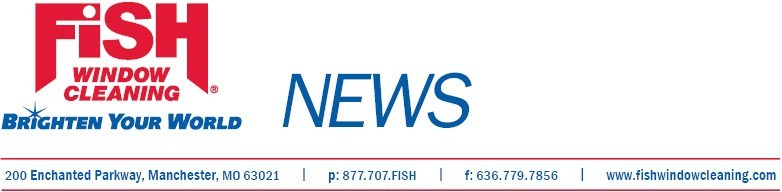 FISH
WINDOW
CLEANING®
BRIGHTEN YOUR WORLD
NEWS
200 Enchanted Parkway, Manchester, MO 63021 | p: 877.707.FISH | f: 636.779.7856 | www.fishwindowcleaning.com